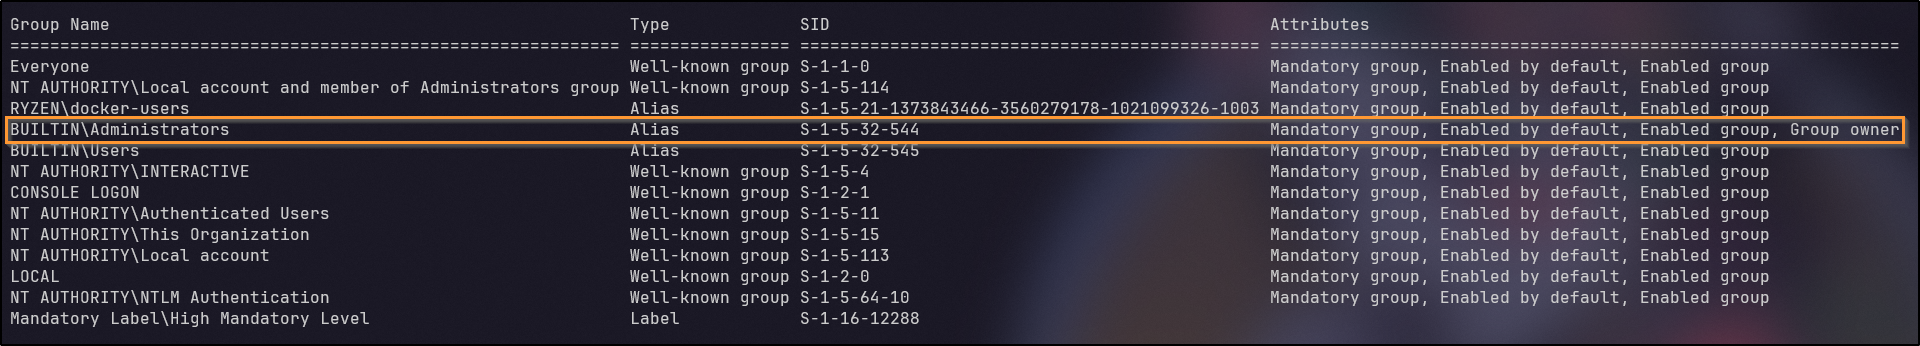 Group Name                                                    Type             SID                                            Attributes
============================================================= ================ ============================================== ===============================================================
Everyone                                                      Well-known group S-1-1-0                                        Mandatory group, Enabled by default, Enabled group
NT AUTHORITY\Local account and member of Administrators group Well-known group S-1-5-114                                      Mandatory group, Enabled by default, Enabled group
RYZEN\docker-users                                            Alias            S-1-5-21-1373843466-3560279178-1021099326-1003 Mandatory group, Enabled by default, Enabled group
BUILTIN\Administrators                                        Alias            S-1-5-32-544                                   Mandatory group, Enabled by default, Enabled group, Group owner
BUILTIN\Users                                                 Alias            S-1-5-32-545                                   Mandatory group, Enabled by default, Enabled group
NT AUTHORITY\INTERACTIVE                                      Well-known group S-1-5-4                                        Mandatory group, Enabled by default, Enabled group
CONSOLE LOGON                                                 Well-known group S-1-2-1                                        Mandatory group, Enabled by default, Enabled group
NT AUTHORITY\Authenticated Users                              Well-known group S-1-5-11                                       Mandatory group, Enabled by default, Enabled group
NT AUTHORITY\This Organization                                Well-known group S-1-5-15                                       Mandatory group, Enabled by default, Enabled group
NT AUTHORITY\Local account                                    Well-known group S-1-5-113                                      Mandatory group, Enabled by default, Enabled group
LOCAL                                                         Well-known group S-1-2-0                                        Mandatory group, Enabled by default, Enabled group
NT AUTHORITY\NTLM Authentication                              Well-known group S-1-5-64-10                                    Mandatory group, Enabled by default, Enabled group
Mandatory Label\High Mandatory Level                          Label            S-1-16-12288